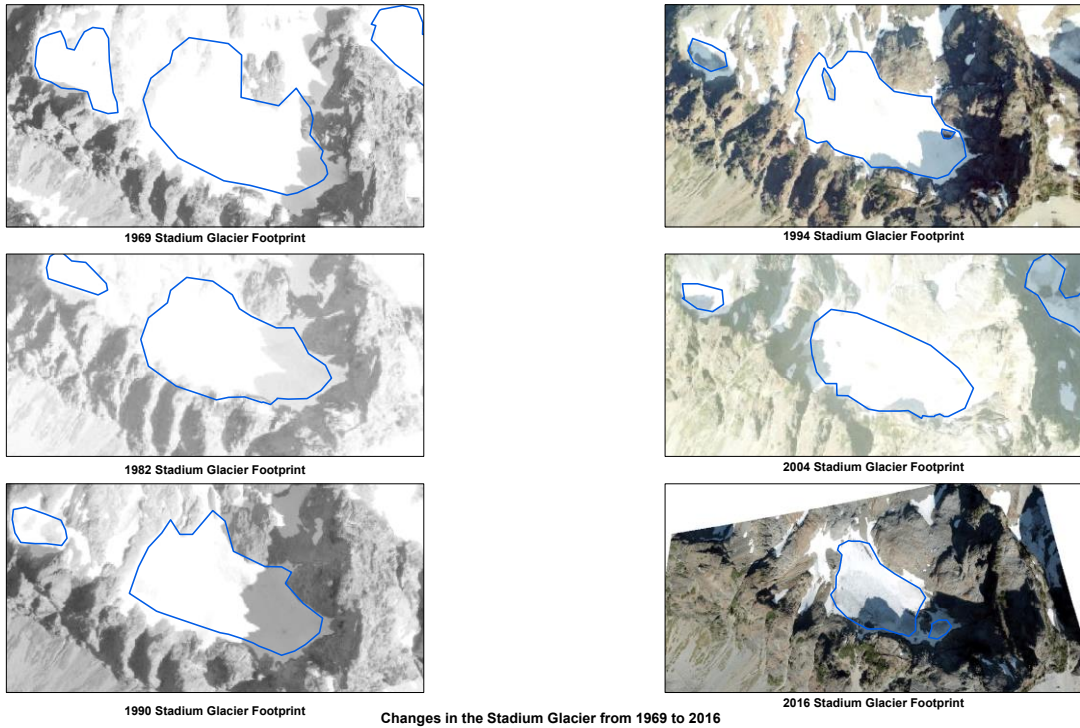 1969 Stadium Glacier Footprint
1994 Stadium Glacier Footprint
1982 Stadium Glacier Footprint
2004 Stadium Glacier Footprint
1990 Stadium Glacier Footprint
2016 Stadium Glacier Footprint
Changes in the Stadium Glacier from 1969 to 2016